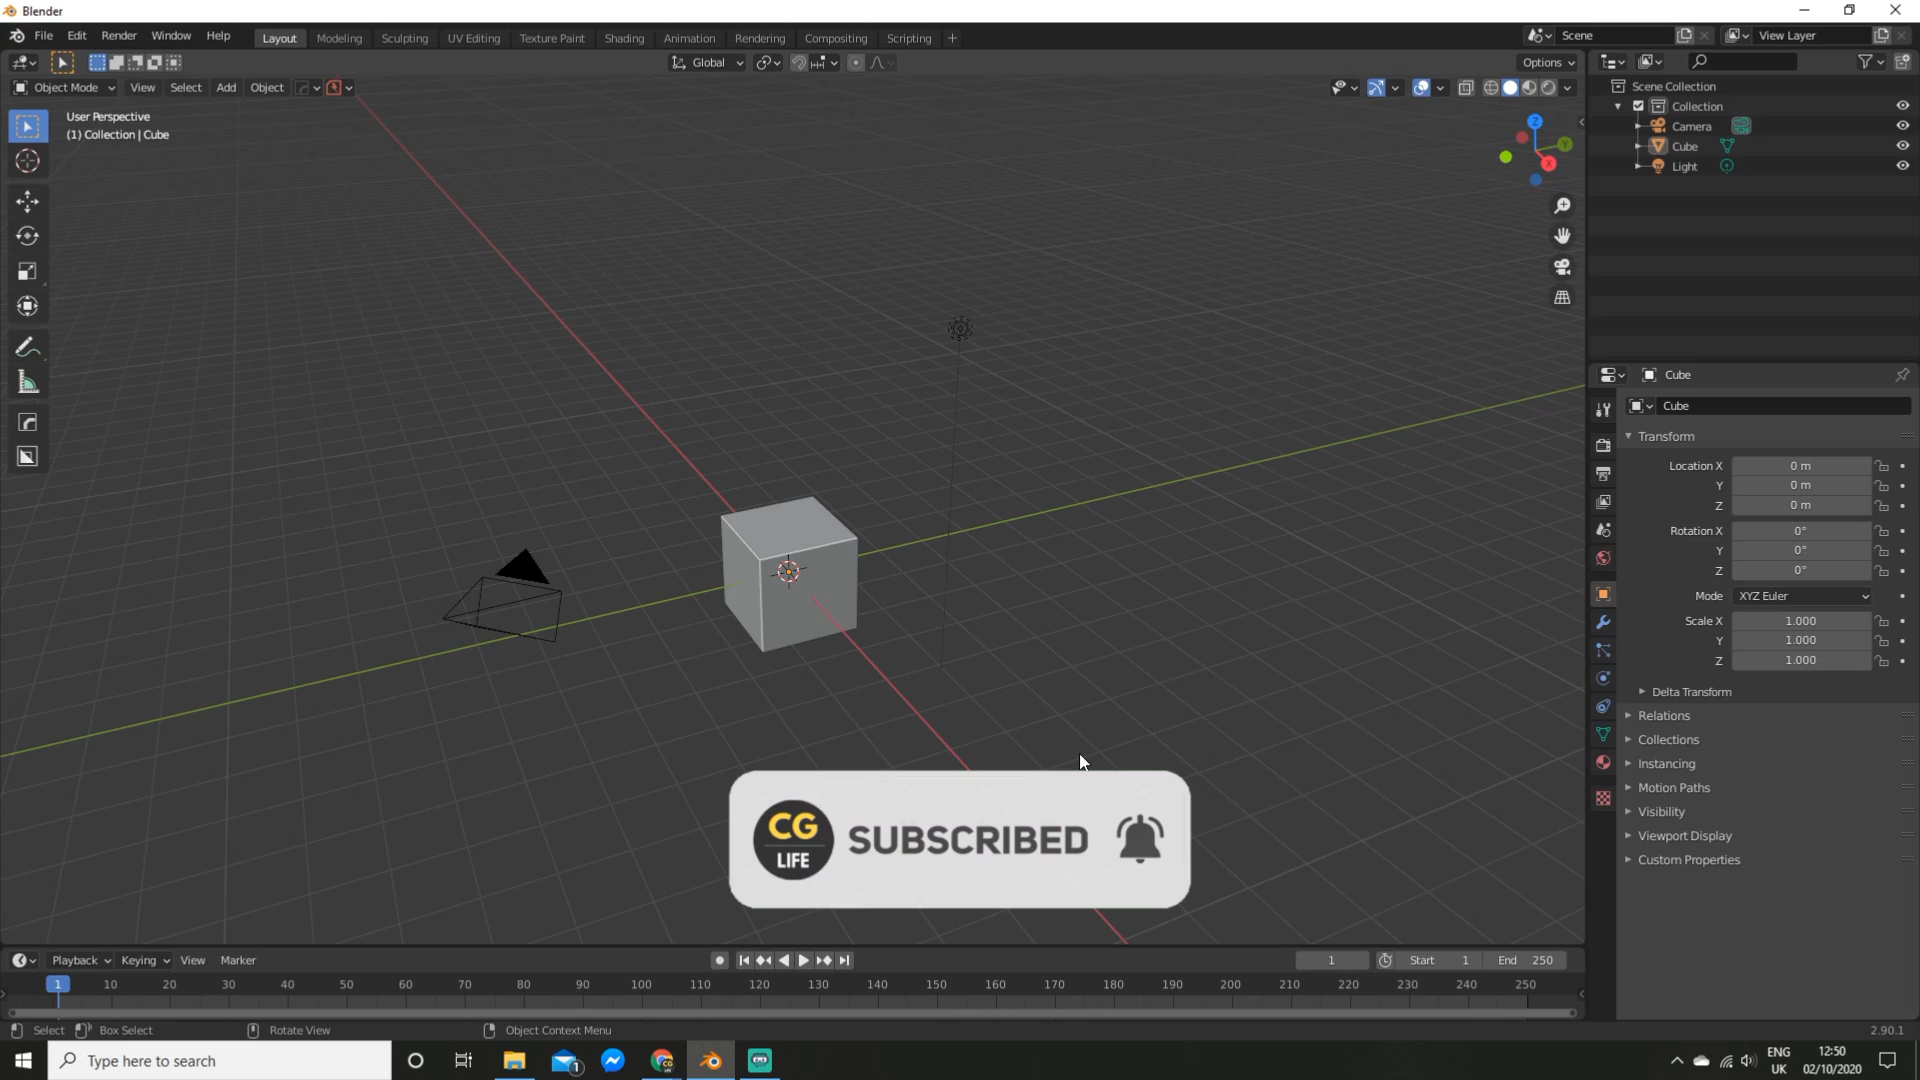 Blender
File Edit Render Window Help
Layout Modeling Sculpting UV Editing Texture Paint Shading Animation Rendering Compositing Scripting +
Scene
View Layer
Global
Options
Object Mode View Select Add Object
User Perspective
(1) Collection | Cube
Z
Y
X
Scene Collection
Collection
Camera
Cube
Light
Cube
Cube
Transform
Location X 0 m
Y 0 m
Z 0 m
Rotation X 0°
Y 0°
Z 0°
Mode XYZ Euler
Scale X 1.000
Y 1.000
Z 1.000
Delta Transform
Relations
Collections
Instancing
Motion Paths
Visibility
Viewport Display
Custom Properties
CG
LIFE
SUBSCRIBED
Playback Keying View Marker
1 Start 1 End 250
1 10 20 30 40 50 60 70 80 90 100 110 120 130 140 150 160 170 180 190 200 210 220 230 240 250
Select Box Select Rotate View Object Context Menu 2.90.1
Type here to search
1
ENG
UK
12:50
02/10/2020